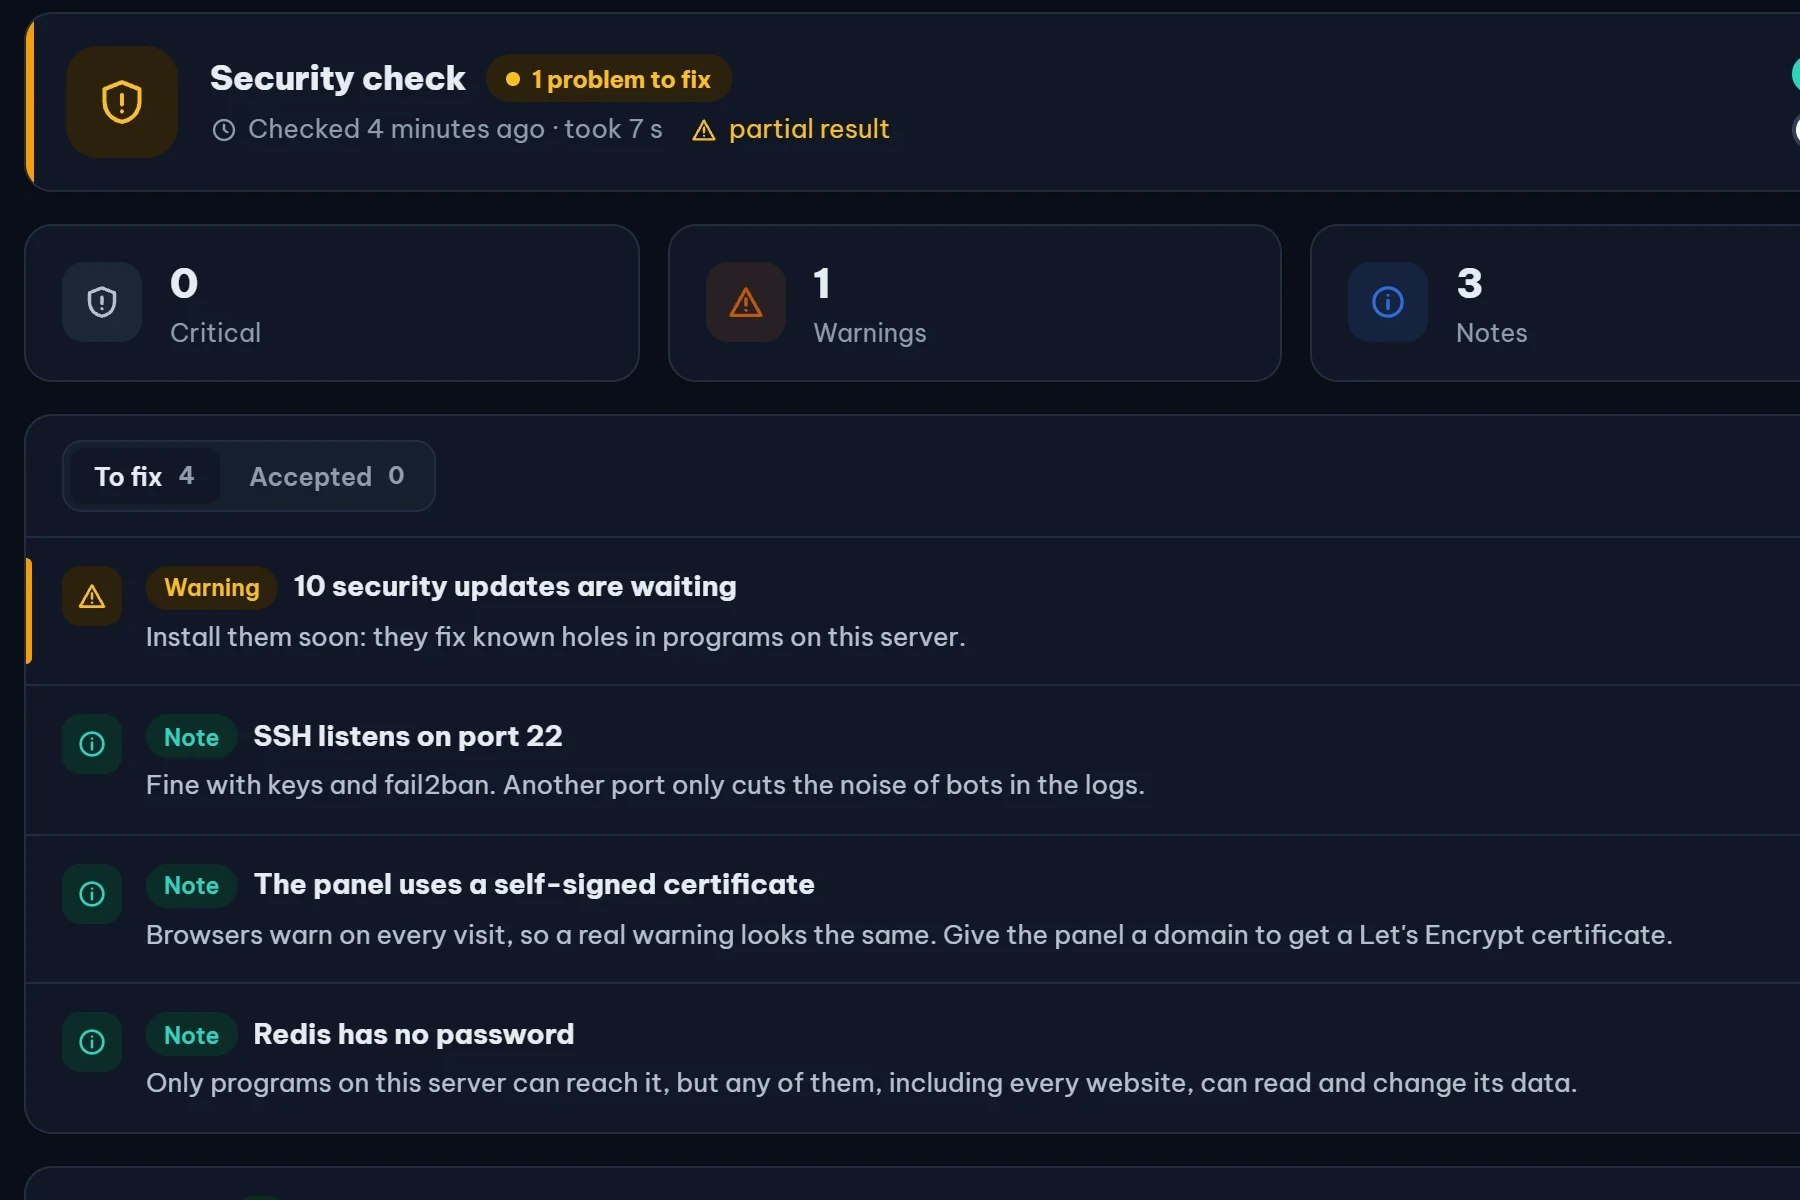 Security check
1 problem to fix
Checked 4 minutes ago · took 7 s
partial result
0
Critical
1
Warnings
3
Notes
To fix 4
Accepted 0
Warning 10 security updates are waiting
Install them soon: they fix known holes in programs on this server.
Note SSH listens on port 22
Fine with keys and fail2ban. Another port only cuts the noise of bots in the logs.
Note The panel uses a self-signed certificate
Browsers warn on every visit, so a real warning looks the same. Give the panel a domain to get a Let's Encrypt certificate.
Note Redis has no password
Only programs on this server can reach it, but any of them, including every website, can read and change its data.